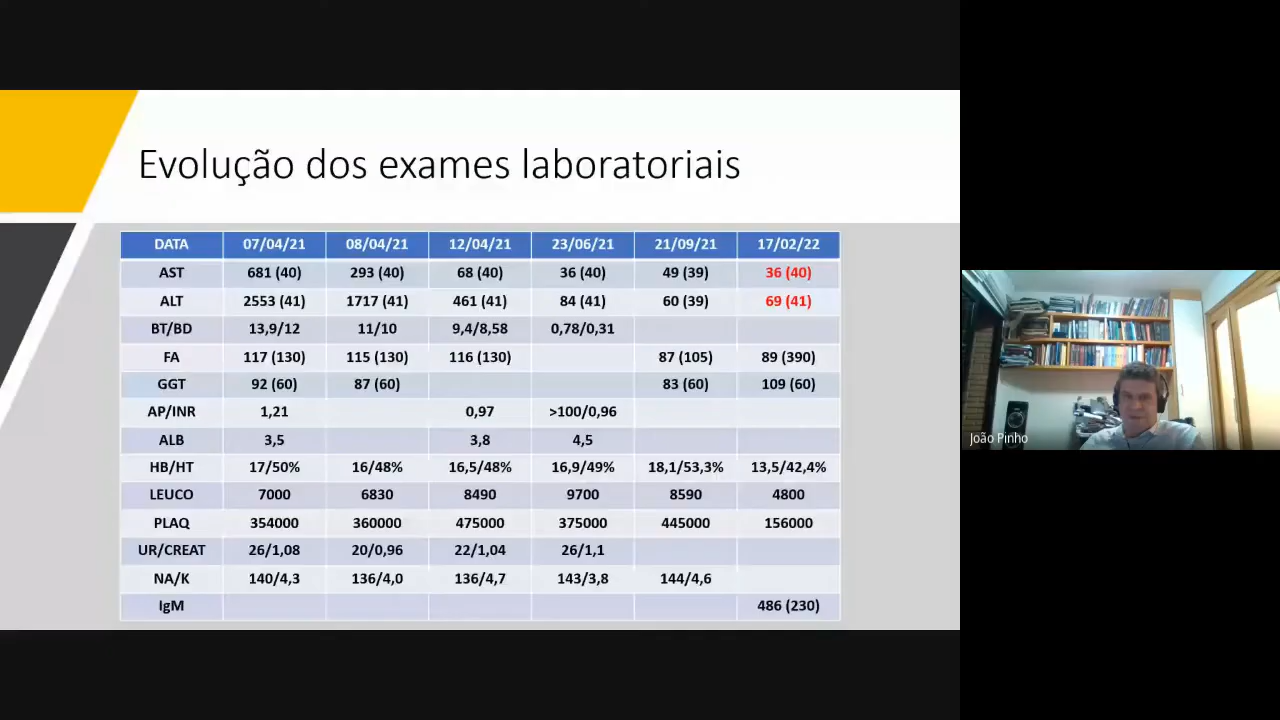 Evolução dos exames laboratoriais
DATA 07/04/21 08/04/21 12/04/21 23/06/21 21/09/21 17/02/22
AST 681 (40) 293 (40) 68 (40) 36 (40) 49 (39) 36 (40)
ALT 2553 (41) 1717 (41) 461 (41) 84 (41) 60 (39) 69 (41)
BT/BD 13,9/12 11/10 9,4/8,58 0,78/0,31
FA 117 (130) 115 (130) 116 (130) 87 (105) 89 (390)
GGT 92 (60) 87 (60) 83 (60) 109 (60)
AP/INR 1,21 0,97 >100/0,96
ALB 3,5 3,8 4,5
HB/HT 17/50% 16/48% 16,5/48% 16,9/49% 18,1/53,3% 13,5/42,4%
LEUCO 7000 6830 8490 9700 8590 4800
PLAQ 354000 360000 475000 375000 445000 156000
UR/CREAT 26/1,08 20/0,96 22/1,04 26/1,1
NA/K 140/4,3 136/4,0 136/4,7 143/3,8 144/4,6
IgM 486 (230)
João Pinho